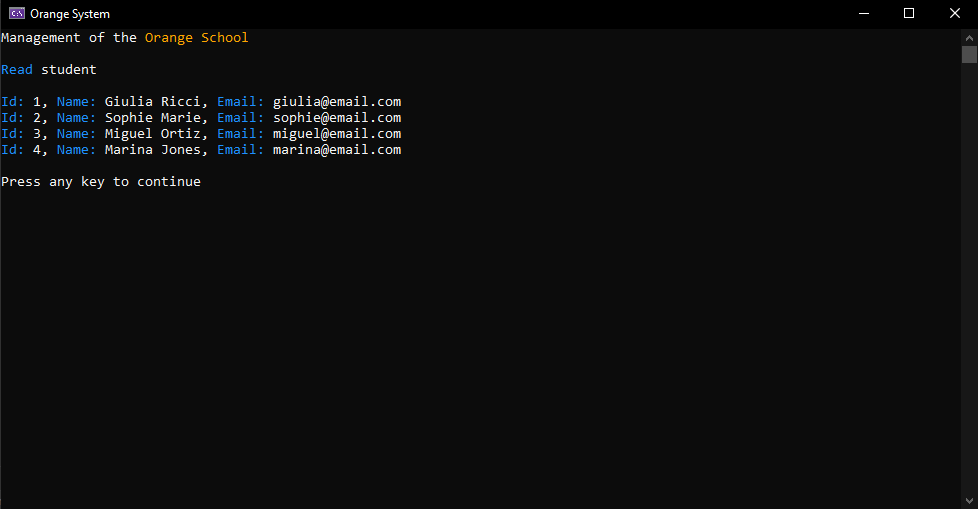 Orange System
Management of the Orange School
Read student
Id: 1, Name: Giulia Ricci, Email: giulia@email.com
Id: 2, Name: Sophie Marie, Email: sophie@email.com
Id: 3, Name: Miguel Ortiz, Email: miguel@email.com
Id: 4, Name: Marina Jones, Email: marina@email.com
Press any key to continue